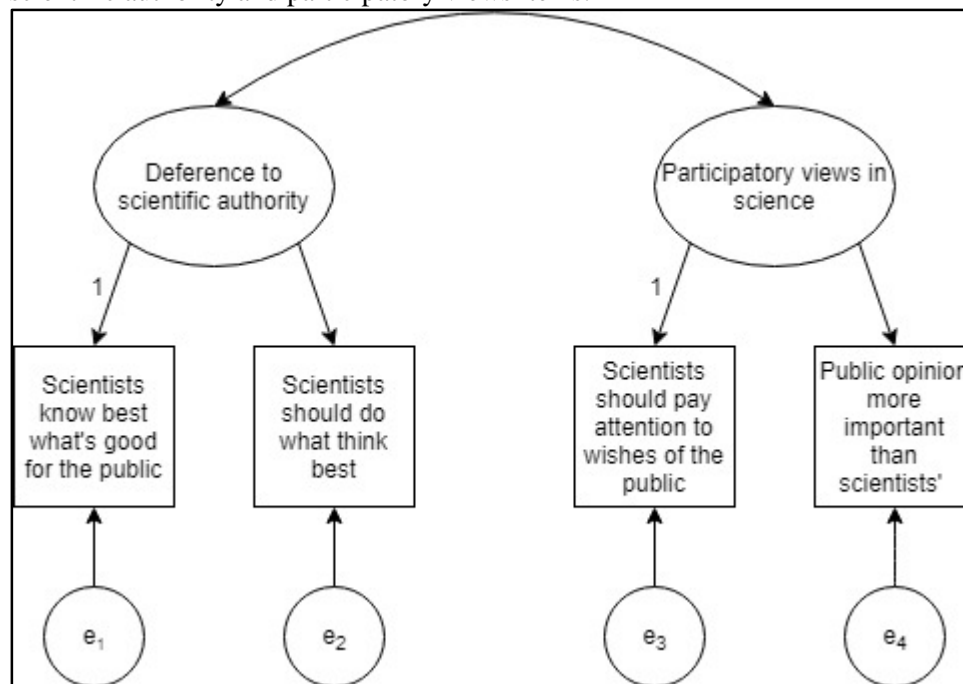 Deference to
scientific authority
Participatory views in
science
1
1
Scientists
know best
what's good
for the public
Scientists
should do
what think
best
Scientists
should pay
attention to
wishes of the
public
Public opinion
more
important
than
scientists'
e₁
e₂
e₃
e₄